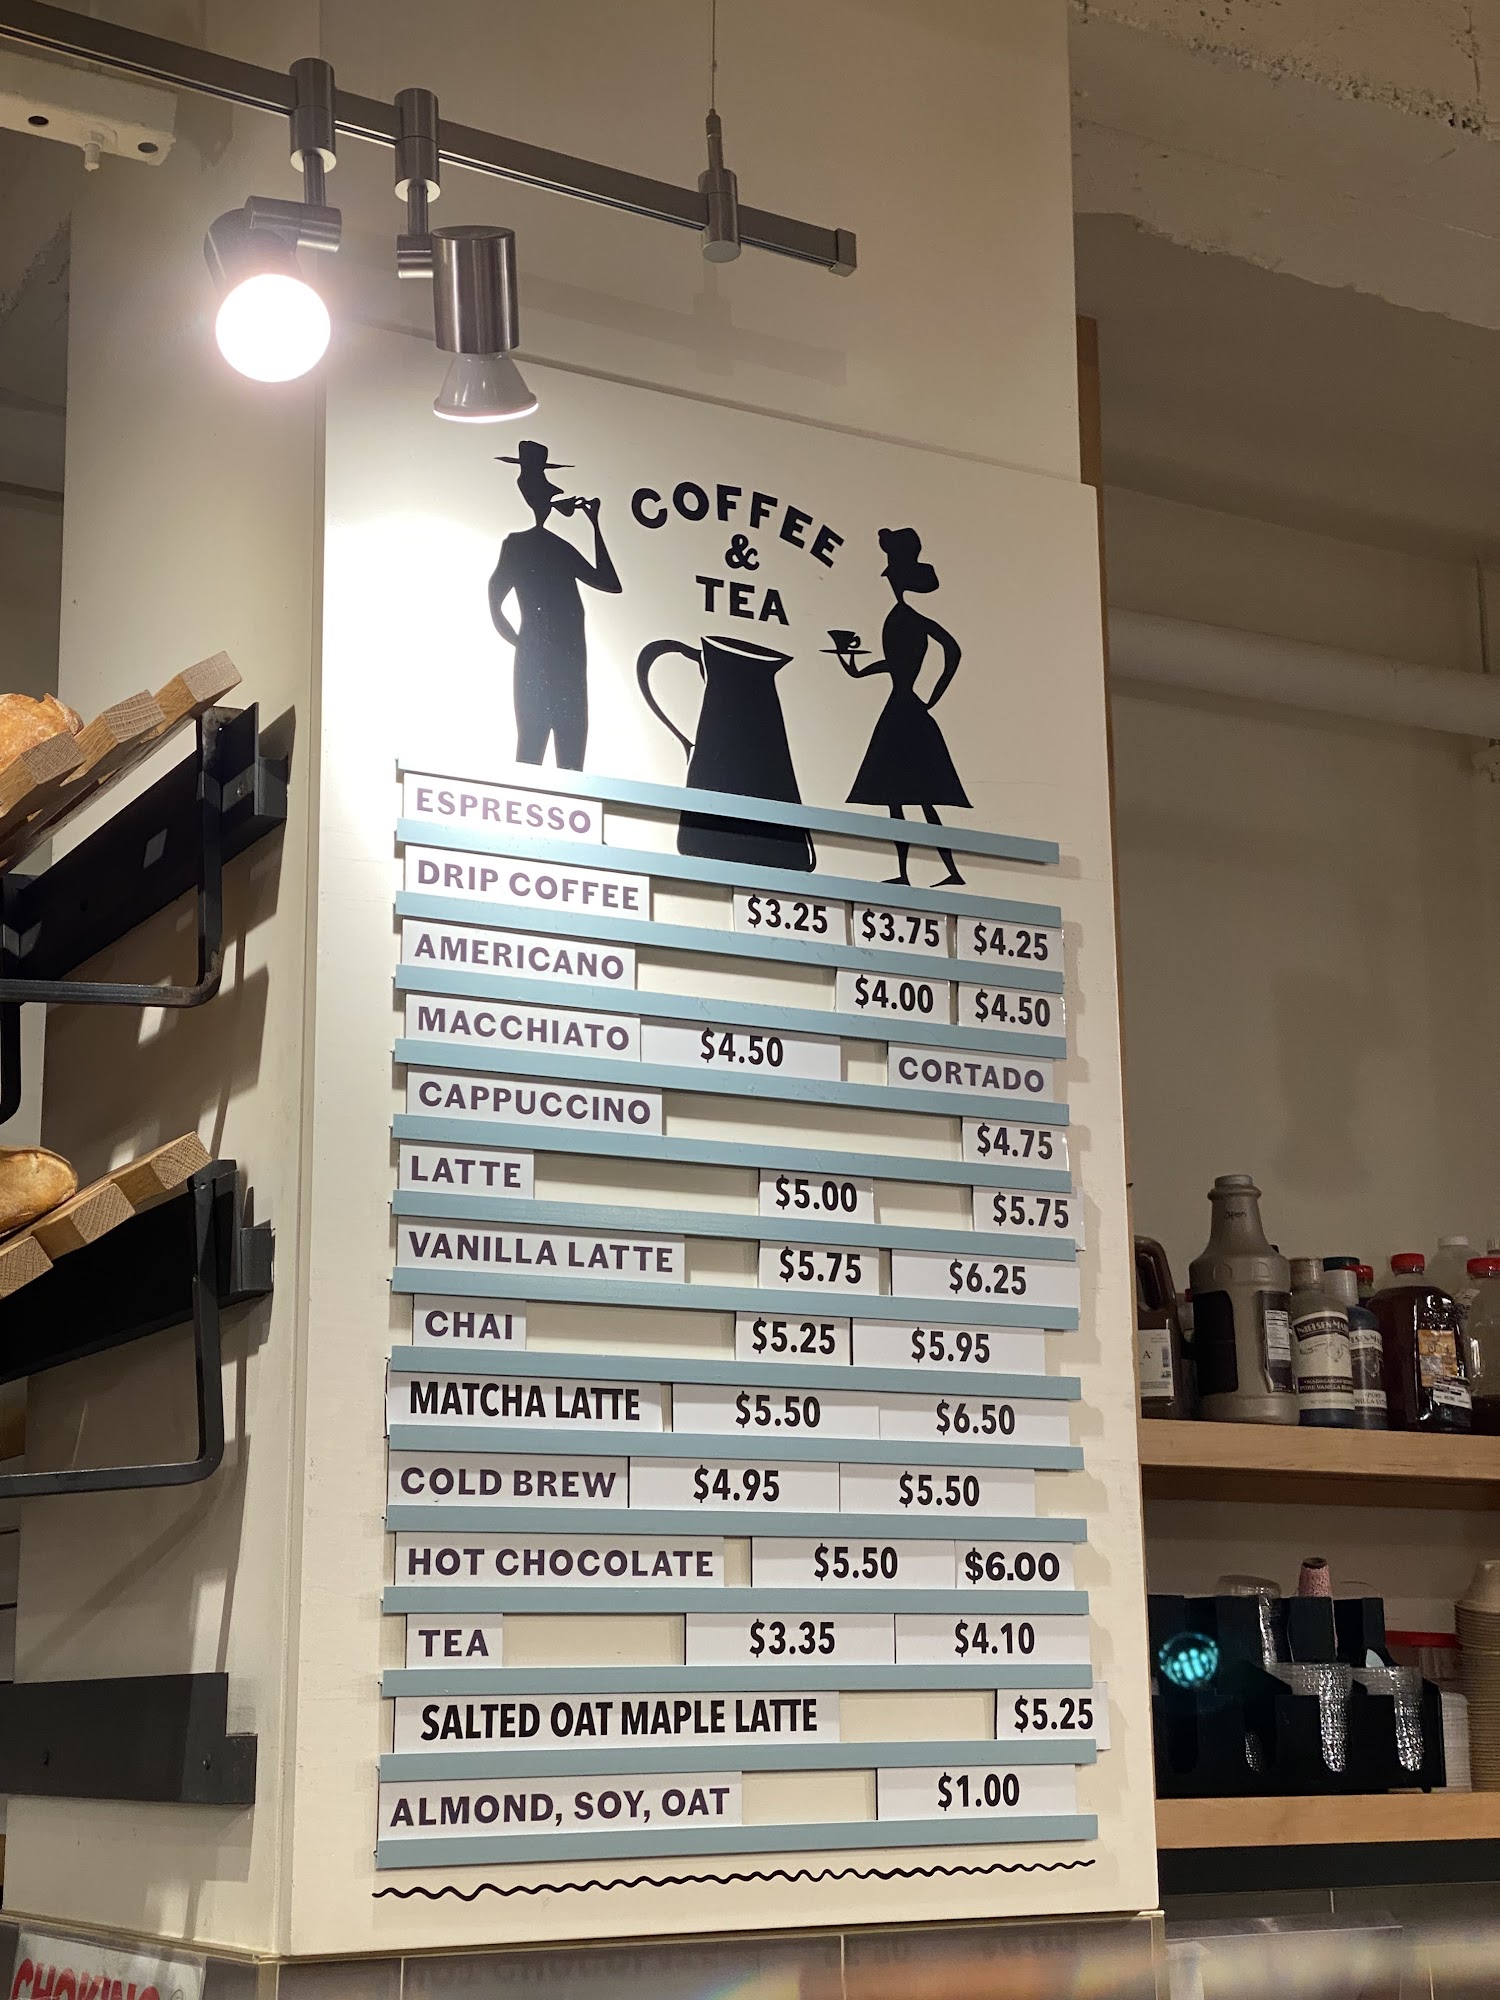 COFFEE
&
TEA
ESPRESSO
DRIP COFFEE $3.25 $3.75 $4.25
AMERICANO $4.00 $4.50
MACCHIATO $4.50 CORTADO
CAPPUCCINO $4.75
LATTE $5.00 $5.75
VANILLA LATTE $5.75 $6.25
CHAI $5.25 $5.95
MATCHA LATTE $5.50 $6.50
COLD BREW $4.95 $5.50
HOT CHOCOLATE $5.50 $6.00
TEA $3.35 $4.10
SALTED OAT MAPLE LATTE $5.25
ALMOND, SOY, OAT $1.00
CHOKING